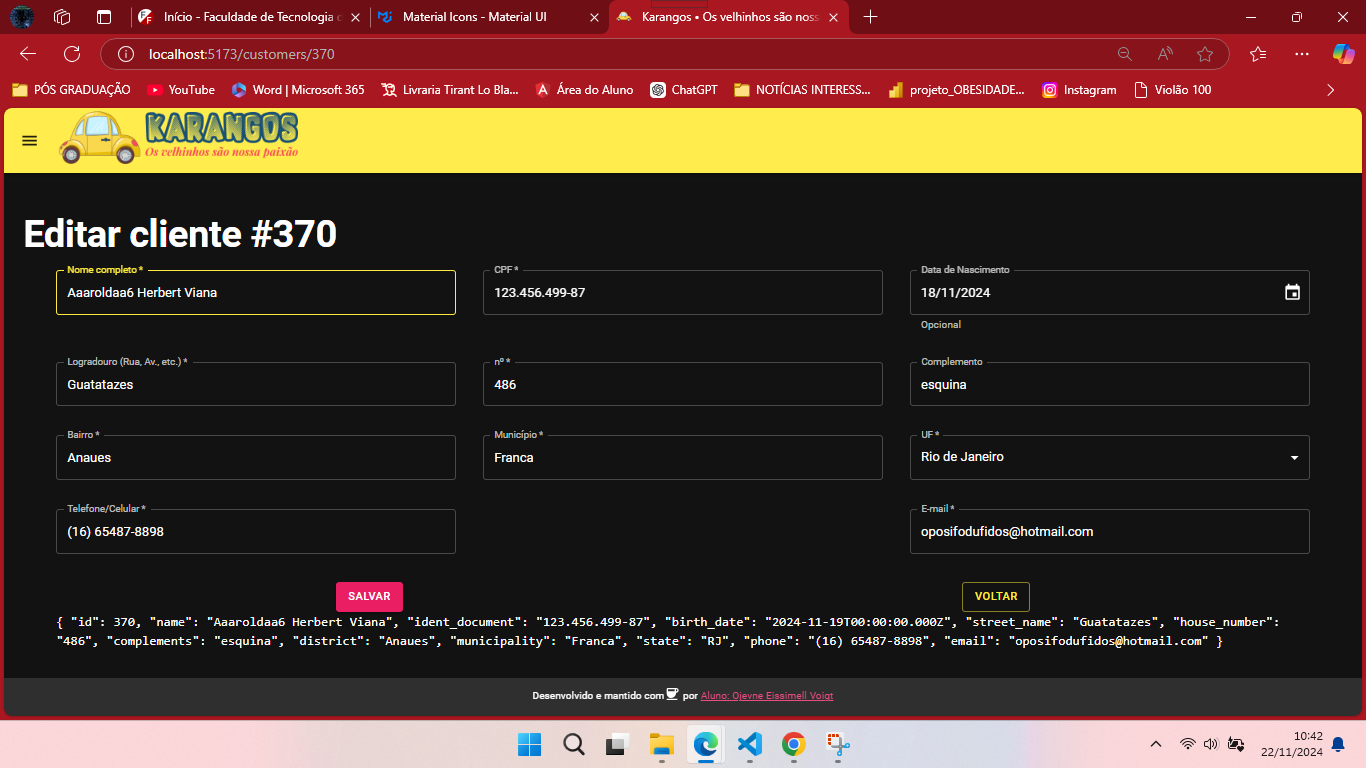 Início - Faculdade de Tecnologia d
Material Icons - Material UI
Karangos • Os velhinhos são noss
localhost:5173/customers/370
PÓS GRADUAÇÃO
YouTube
Word | Microsoft 365
Livraria Tirant Lo Bla...
Área do Aluno
ChatGPT
NOTÍCIAS INTERESS...
projeto_OBESIDADE...
Instagram
Violão 100
KARANGOS
Os velhinhos são nossa paixão
Editar cliente #370
Nome completo *
Aaaroldaa6 Herbert Viana
CPF *
123.456.499-87
Data de Nascimento
18/11/2024
Opcional
Logradouro (Rua, Av., etc.) *
Guatatazes
nº *
486
Complemento
esquina
Bairro *
Anaues
Município *
Franca
UF *
Rio de Janeiro
Telefone/Celular *
(16) 65487-8898
E-mail *
oposifodufidos@hotmail.com
SALVAR
VOLTAR
{ "id": 370, "name": "Aaaroldaa6 Herbert Viana", "ident_document": "123.456.499-87", "birth_date": "2024-11-19T00:00:00.000Z", "street_name": "Guatatazes", "house_number":
"486", "complements": "esquina", "district": "Anaues", "municipality": "Franca", "state": "RJ", "phone": "(16) 65487-8898", "email": "oposifodufidos@hotmail.com" }
Desenvolvido e mantido com por Aluno: Ojevne Eissimell Voigt
10:42
22/11/2024